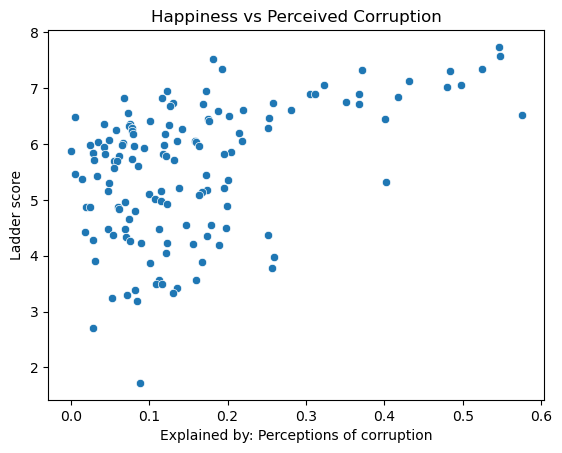 Happiness vs Perceived Corruption
8
7
6
5
4
3
2
Ladder score
0.0 0.1 0.2 0.3 0.4 0.5 0.6
Explained by: Perceptions of corruption